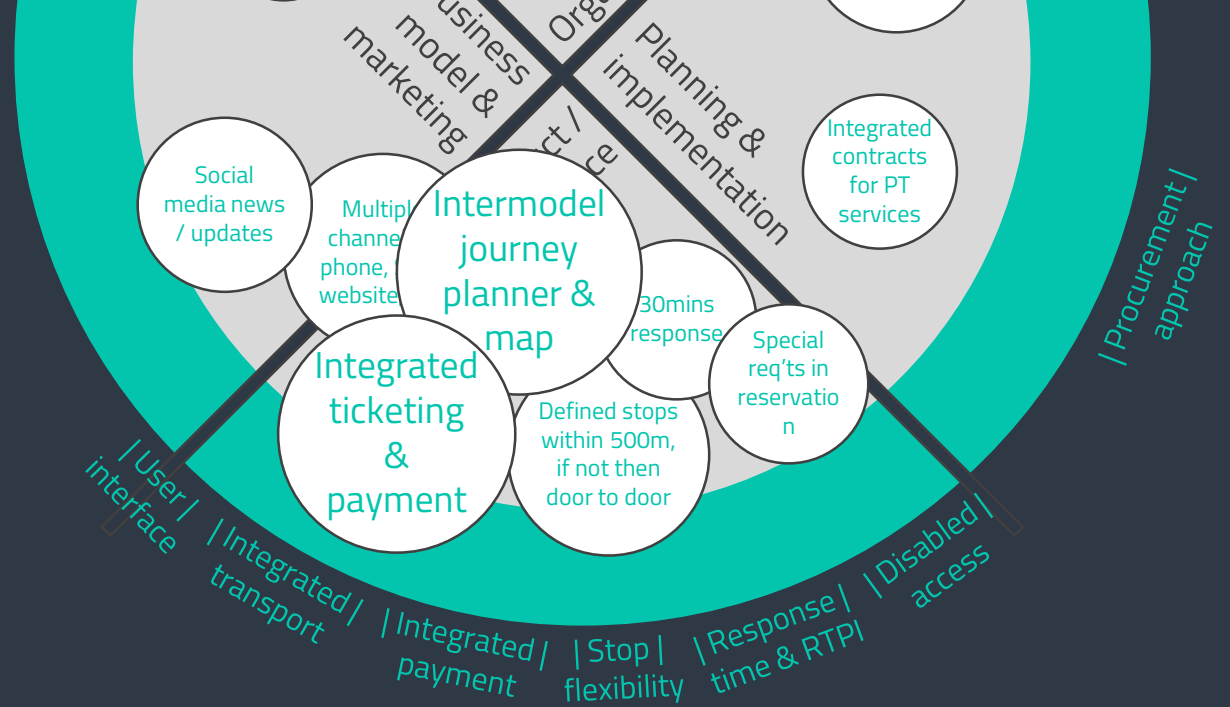 usiness
model &
marketing
Org
Planning &
implementation
ct /
ce
Integrated
contracts
for PT
services
Social
media news
/ updates
Multipl
channe
phone,
website
Intermodel
journey
planner &
map
30mins
response
Special
req'ts in
reservatio
n
Integrated
ticketing
&
payment
Defined stops
within 500m,
if not then
door to door
| Procurement |
approach
| User |
interface
| Integrated |
transport
| Integrated |
payment
| Stop |
flexibility
| Response |
time & RTPI
| Disabled |
access